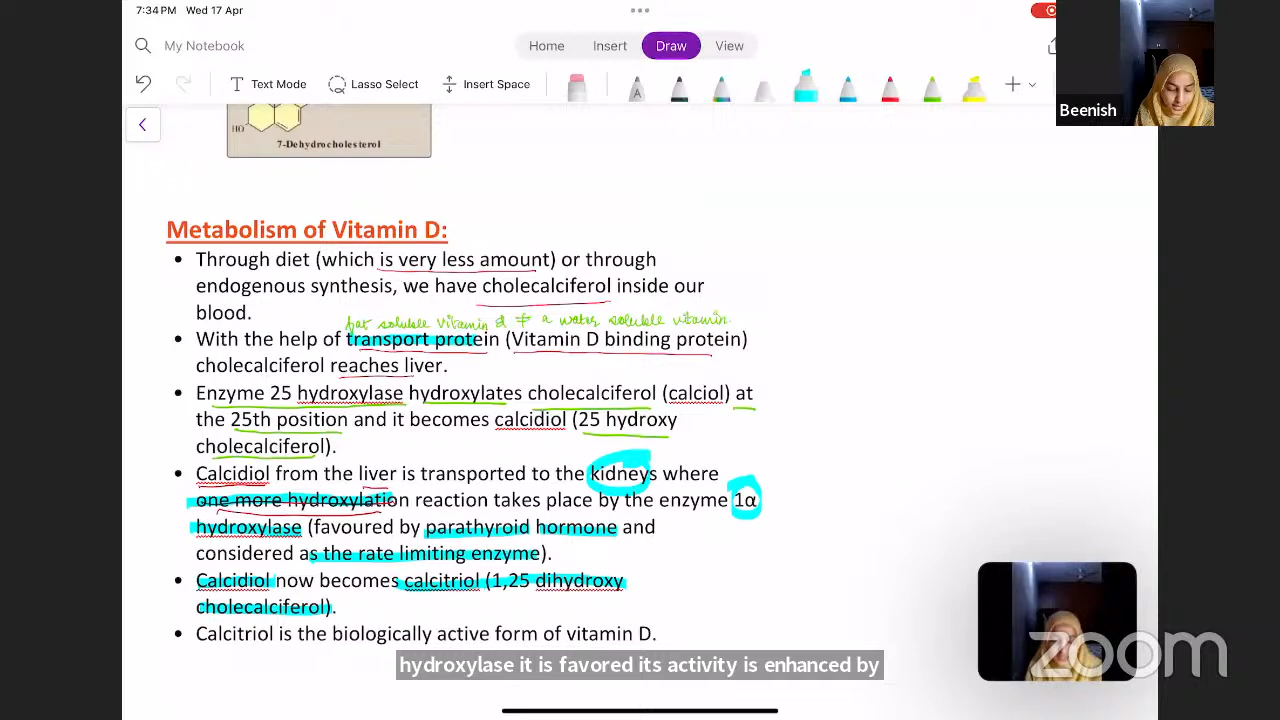 7:34 PM Wed 17 Apr
My Notebook
Home Insert Draw View
Text Mode Lasso Select Insert Space
A
Beenish
HO
7-Dehydrocholesterol
Metabolism of Vitamin D:
• Through diet (which is very less amount) or through
endogenous synthesis, we have cholecalciferol inside our
blood.
fat soluble vitamin & ≠ a water soluble vitamin
• With the help of transport protein (Vitamin D binding protein)
cholecalciferol reaches liver.
• Enzyme 25 hydroxylase hydroxylates cholecalciferol (calciol) at
the 25th position and it becomes calcidiol (25 hydroxy
cholecalciferol).
• Calcidiol from the liver is transported to the kidneys where
one more hydroxylation reaction takes place by the enzyme 1α
hydroxylase (favoured by parathyroid hormone and
considered as the rate limiting enzyme).
• Calcidiol now becomes calcitriol (1,25 dihydroxy
cholecalciferol).
• Calcitriol is the biologically active form of vitamin D.
hydroxylase it is favored its activity is enhanced by
zoom